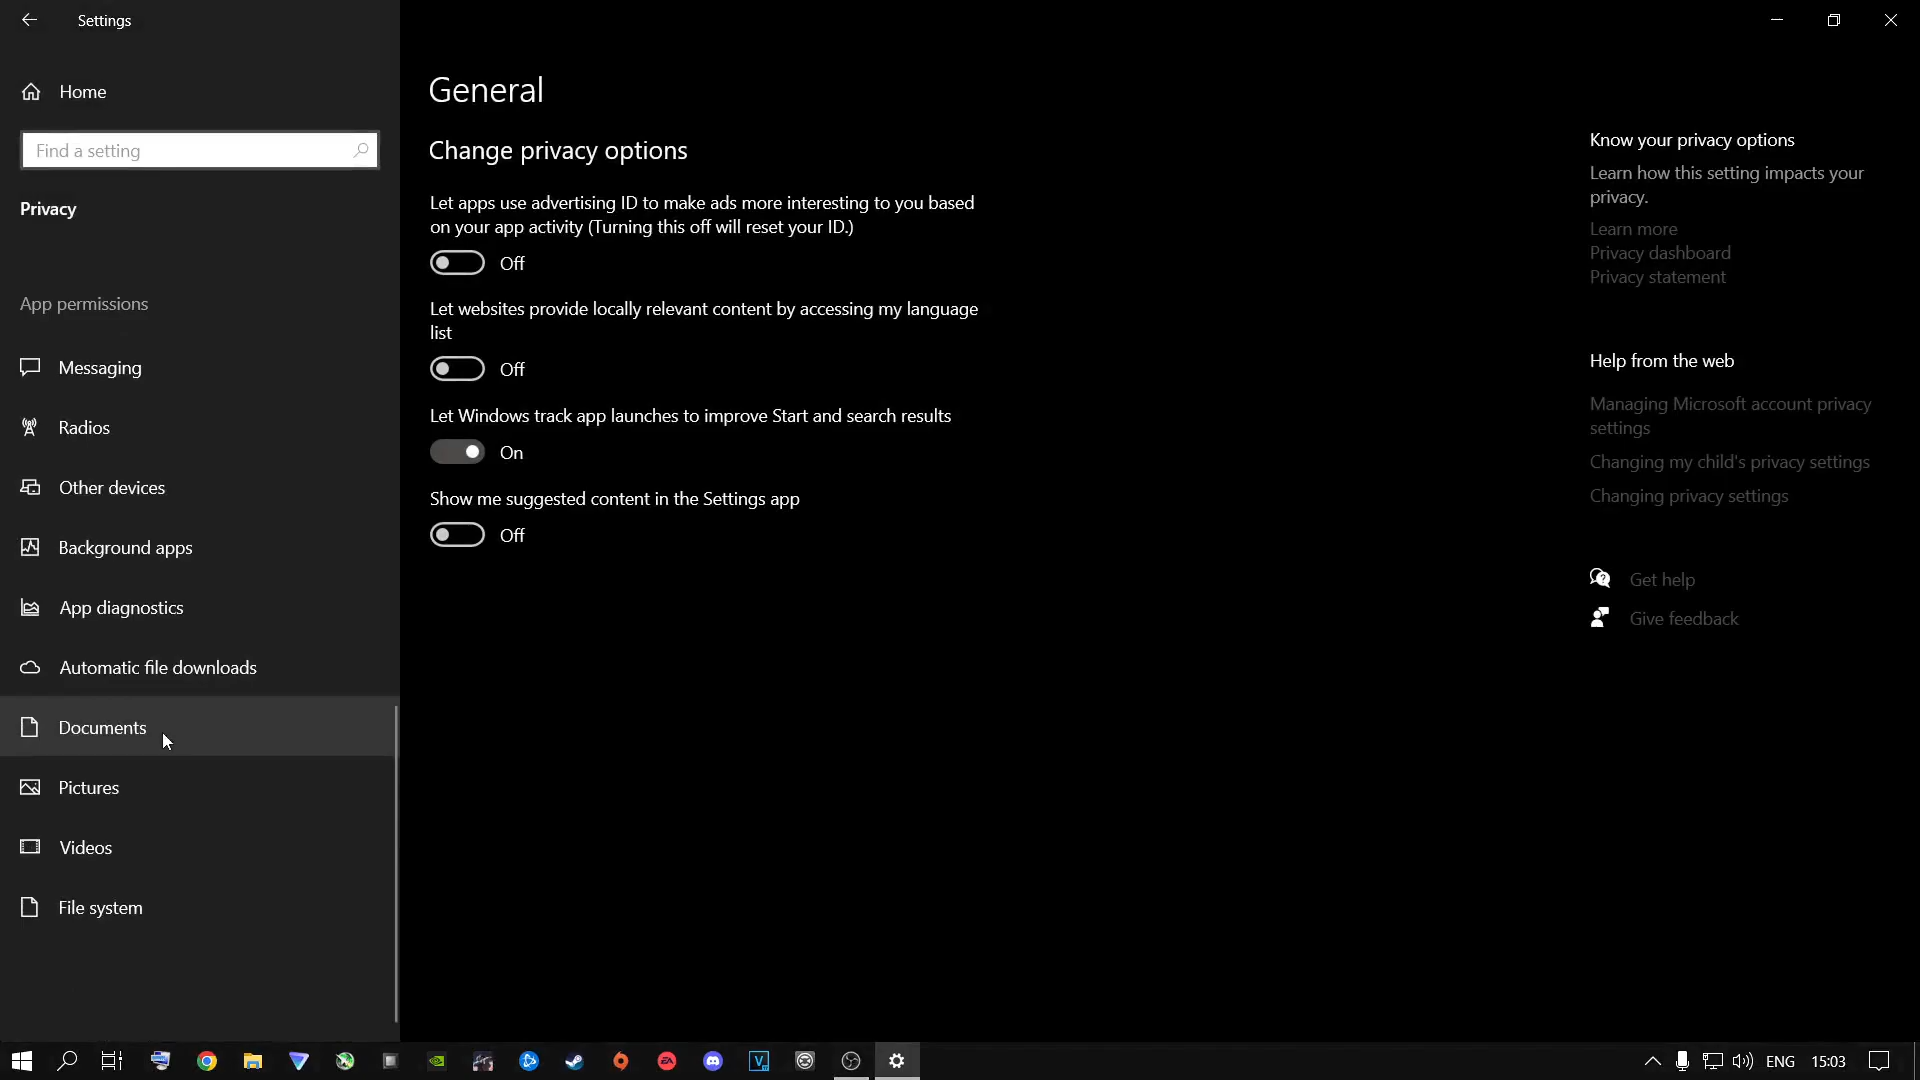 Settings
Home
Find a setting
Privacy
App permissions
Messaging
Radios
Other devices
Background apps
App diagnostics
Automatic file downloads
Documents
Pictures
Videos
File system
General
Change privacy options
Let apps use advertising ID to make ads more interesting to you based
on your app activity (Turning this off will reset your ID.)
Off
Let websites provide locally relevant content by accessing my language
list
Off
Let Windows track app launches to improve Start and search results
On
Show me suggested content in the Settings app
Off
Know your privacy options
Learn how this setting impacts your
privacy.
Learn more
Privacy dashboard
Privacy statement
Help from the web
Managing Microsoft account privacy
settings
Changing my child's privacy settings
Changing privacy settings
Get help
Give feedback
EA
V
ENG
15:03